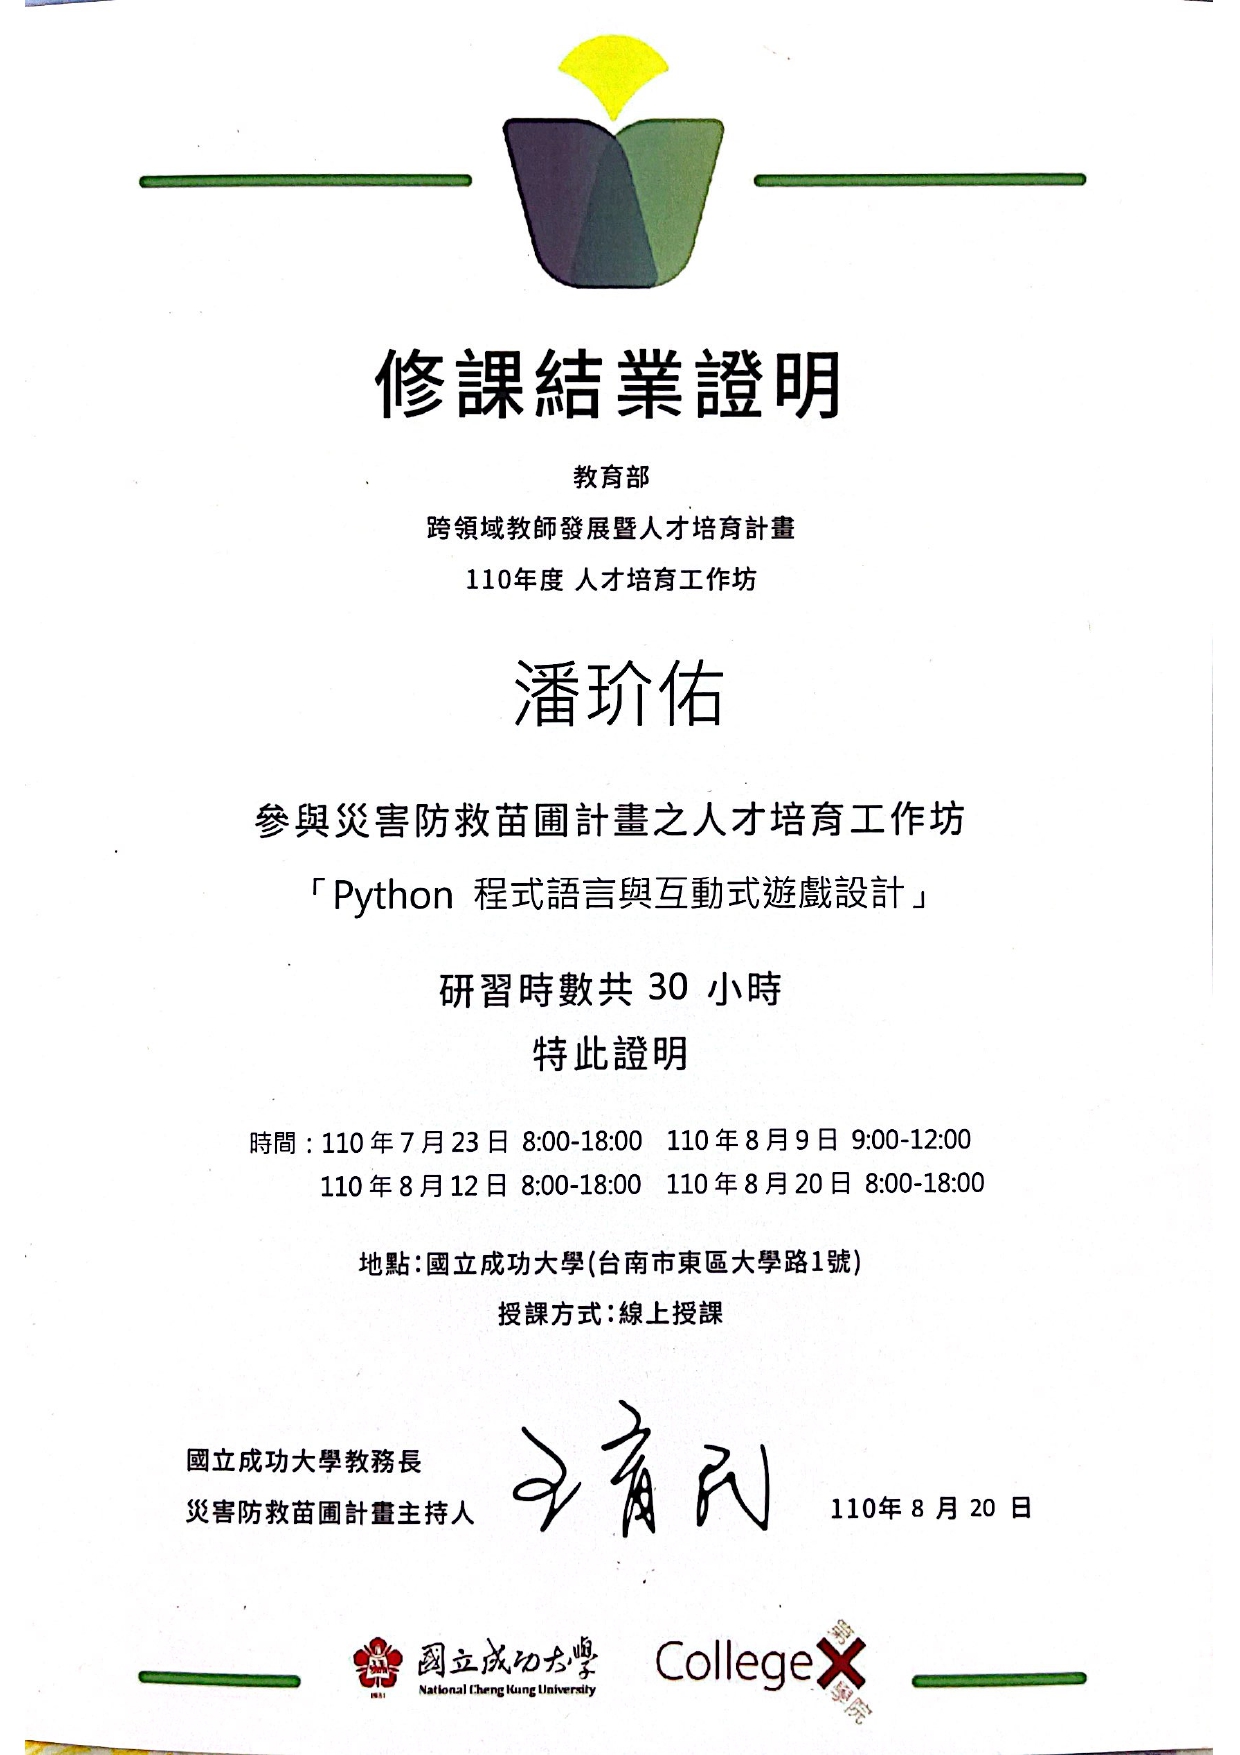 修課結業證明
教育部
跨領域教師發展暨人才培育計畫
110年度 人才培育工作坊
潘玠佑
參與災害防救苗圃計畫之人才培育工作坊
「Python 程式語言與互動式遊戲設計」
研習時數共 30 小時
特此證明
時間：110 年 7 月 23 日 8:00-18:00 110 年 8 月 9 日 9:00-12:00
110 年 8 月 12 日 8:00-18:00 110 年 8 月 20 日 8:00-18:00
地點：國立成功大學(台南市東區大學路1號)
授課方式：線上授課
國立成功大學教務長
災害防救苗圃計畫主持人
王育民
110年 8 月 20 日
1931
國立成功大學
National Cheng Kung University
College X
第 學院